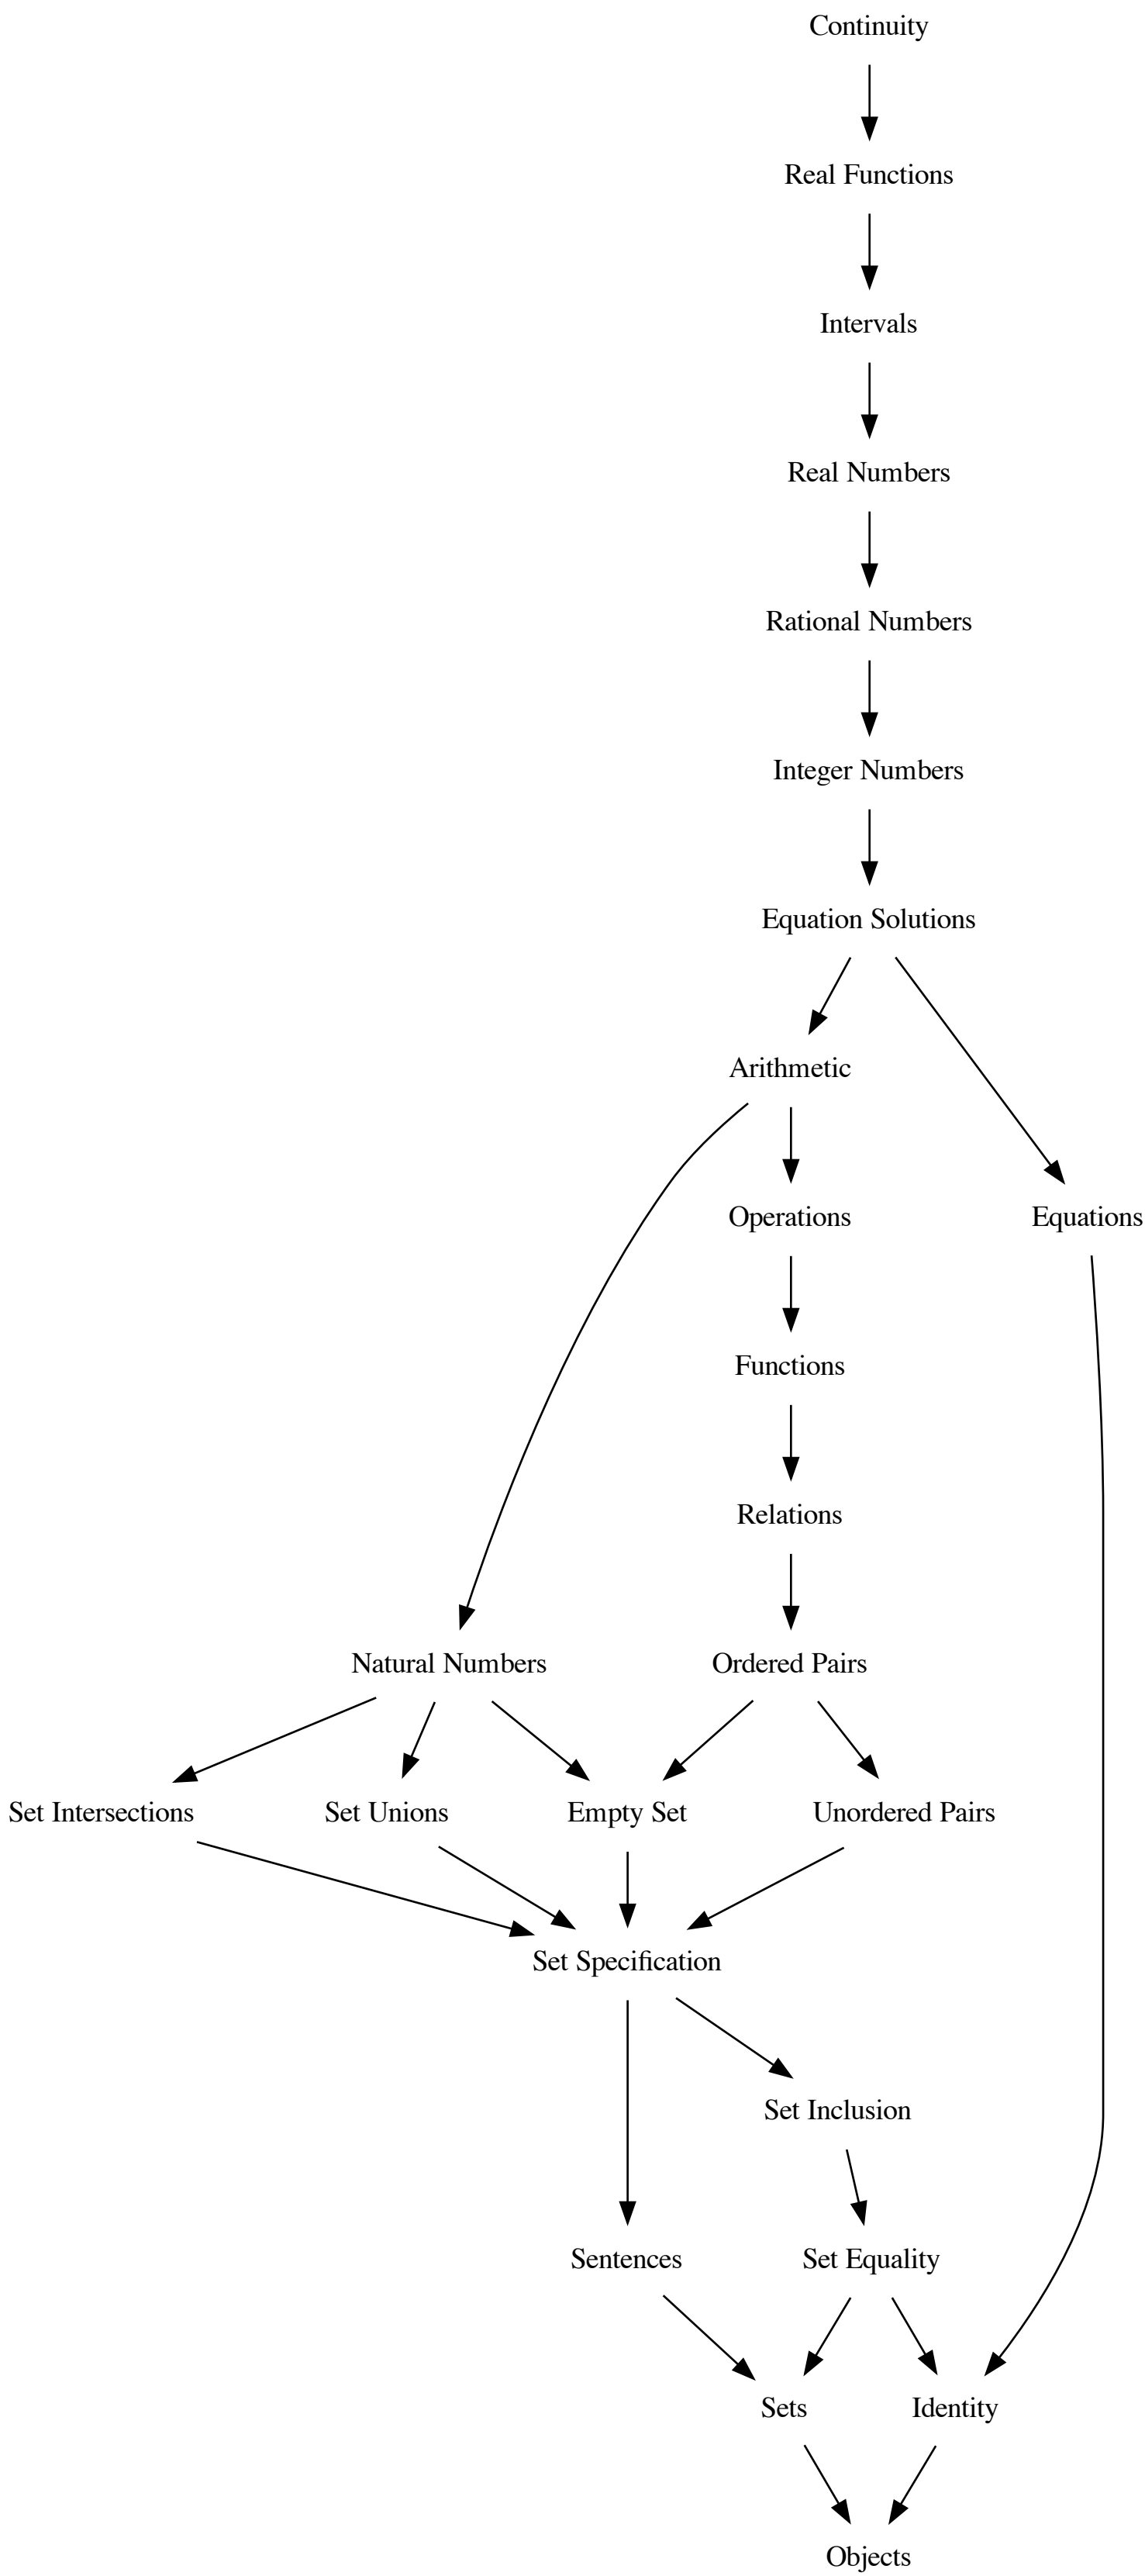 Continuity
Real Functions
Intervals
Real Numbers
Rational Numbers
Integer Numbers
Equation Solutions
Arithmetic
Operations
Equations
Functions
Relations
Natural Numbers
Ordered Pairs
Set Intersections
Set Unions
Empty Set
Unordered Pairs
Set Specification
Set Inclusion
Sentences
Set Equality
Sets
Identity
Objects